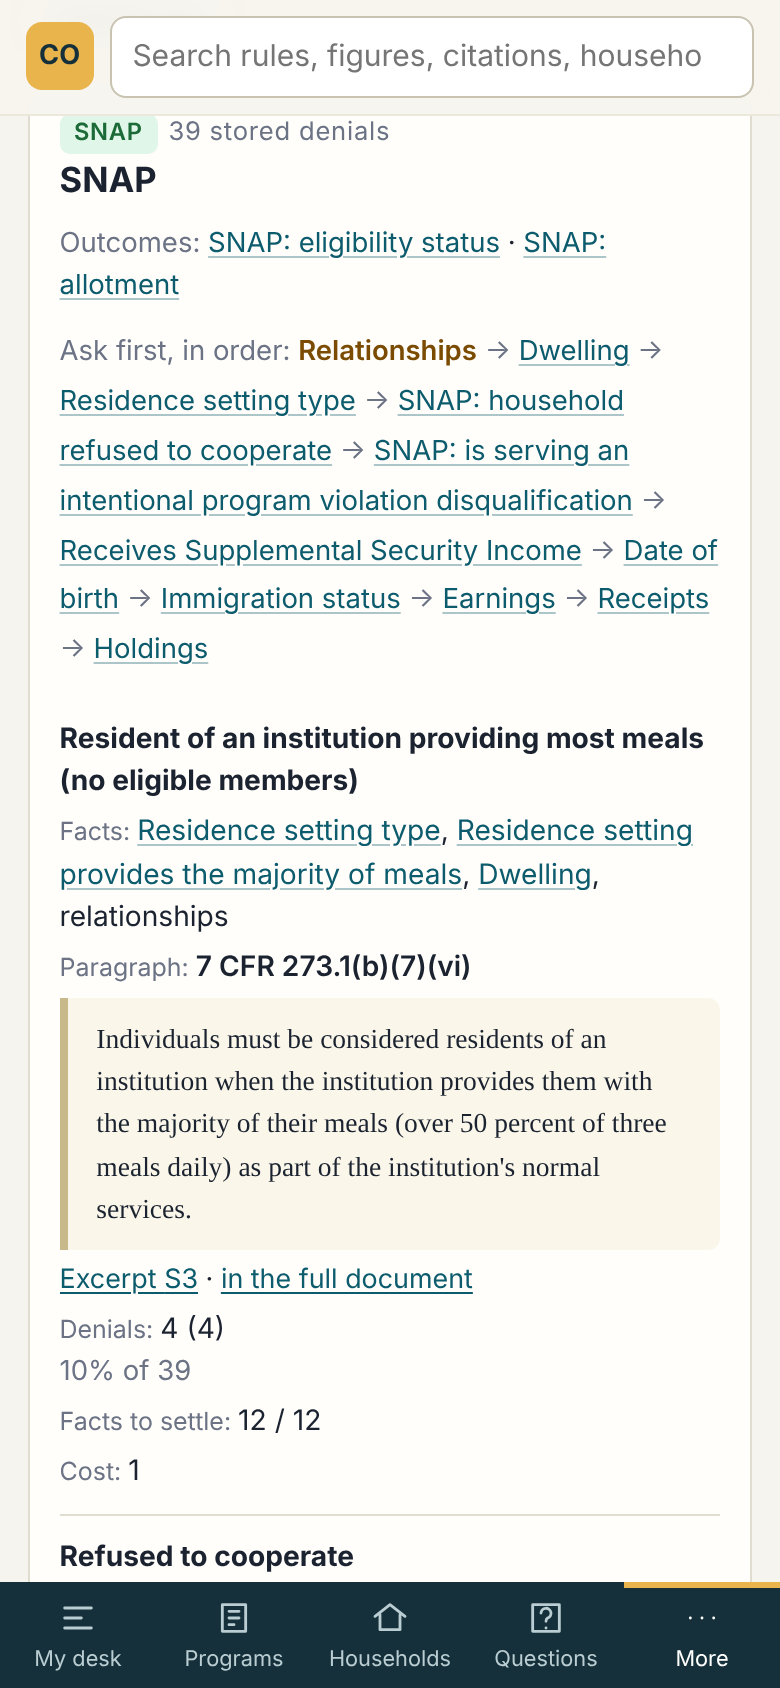 CO
Search rules, figures, citations, househo
SNAP 39 stored denials
SNAP
Outcomes: SNAP: eligibility status · SNAP:
allotment
Ask first, in order: Relationships → Dwelling →
Residence setting type → SNAP: household
refused to cooperate → SNAP: is serving an
intentional program violation disqualification →
Receives Supplemental Security Income → Date of
birth → Immigration status → Earnings → Receipts
→ Holdings
Resident of an institution providing most meals
(no eligible members)
Facts: Residence setting type, Residence setting
provides the majority of meals, Dwelling,
relationships
Paragraph: 7 CFR 273.1(b)(7)(vi)
Individuals must be considered residents of an
institution when the institution provides them with
the majority of their meals (over 50 percent of three
meals daily) as part of the institution's normal
services.
Excerpt S3 · in the full document
Denials: 4 (4)
10% of 39
Facts to settle: 12 / 12
Cost: 1
Refused to cooperate
My desk
Programs
Households
Questions
More